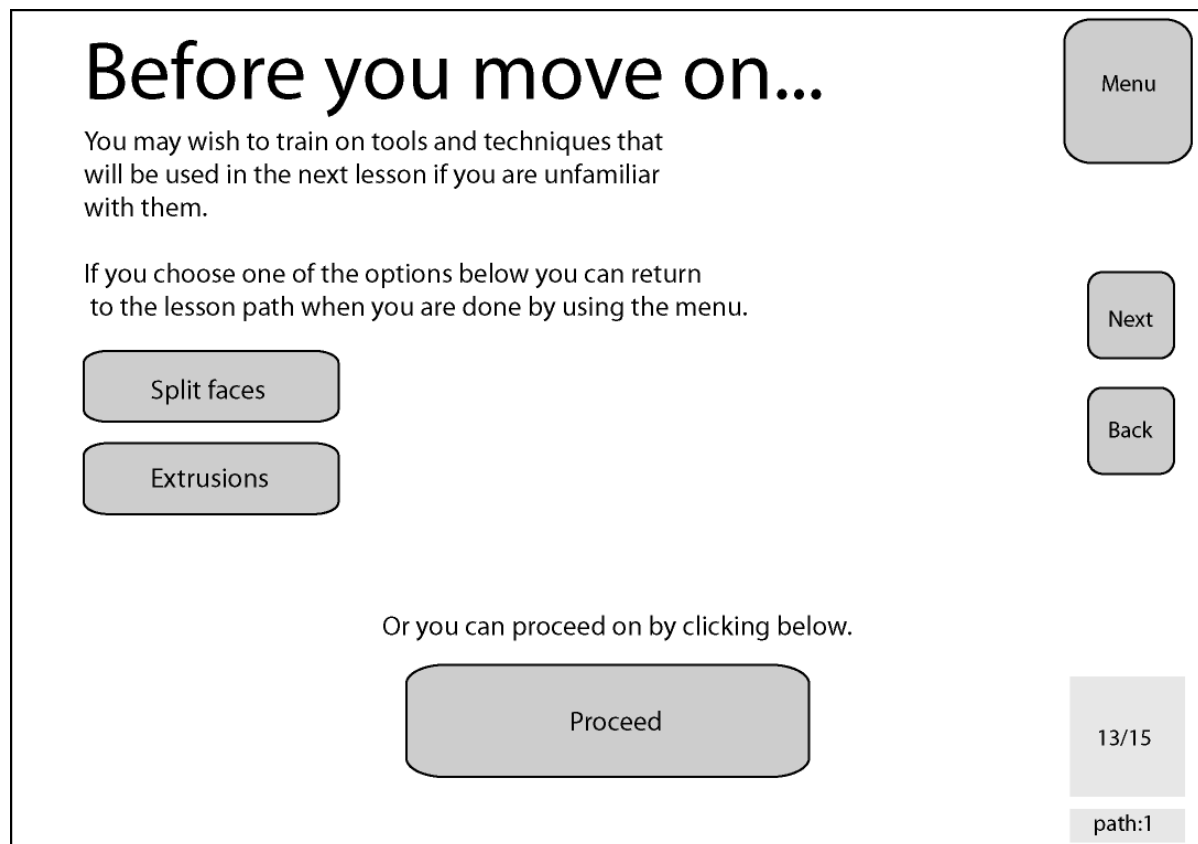 Before you move on...
Menu
You may wish to train on tools and techniques that
will be used in the next lesson if you are unfamiliar
with them.
If you choose one of the options below you can return
to the lesson path when you are done by using the menu.
Next
Split faces
Back
Extrusions
Or you can proceed on by clicking below.
Proceed
13/15
path:1